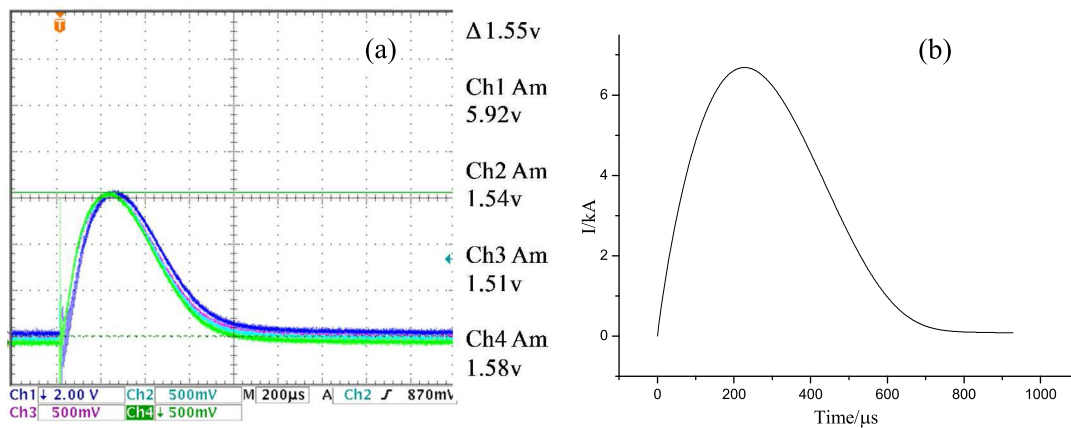 T
(a)
Δ 1.55v
Ch1 Am
5.92v
Ch2 Am
1.54v
Ch3 Am
1.51v
Ch4 Am
1.58v
Ch1 ↓ 2.00 V Ch2 500mV M 200µs A Ch2 ƒ 870mV
Ch3 500mV Ch4 ↓ 500mV
(b)
6
4
2
0
I/kA
0 200 400 600 800 1000
Time/µs